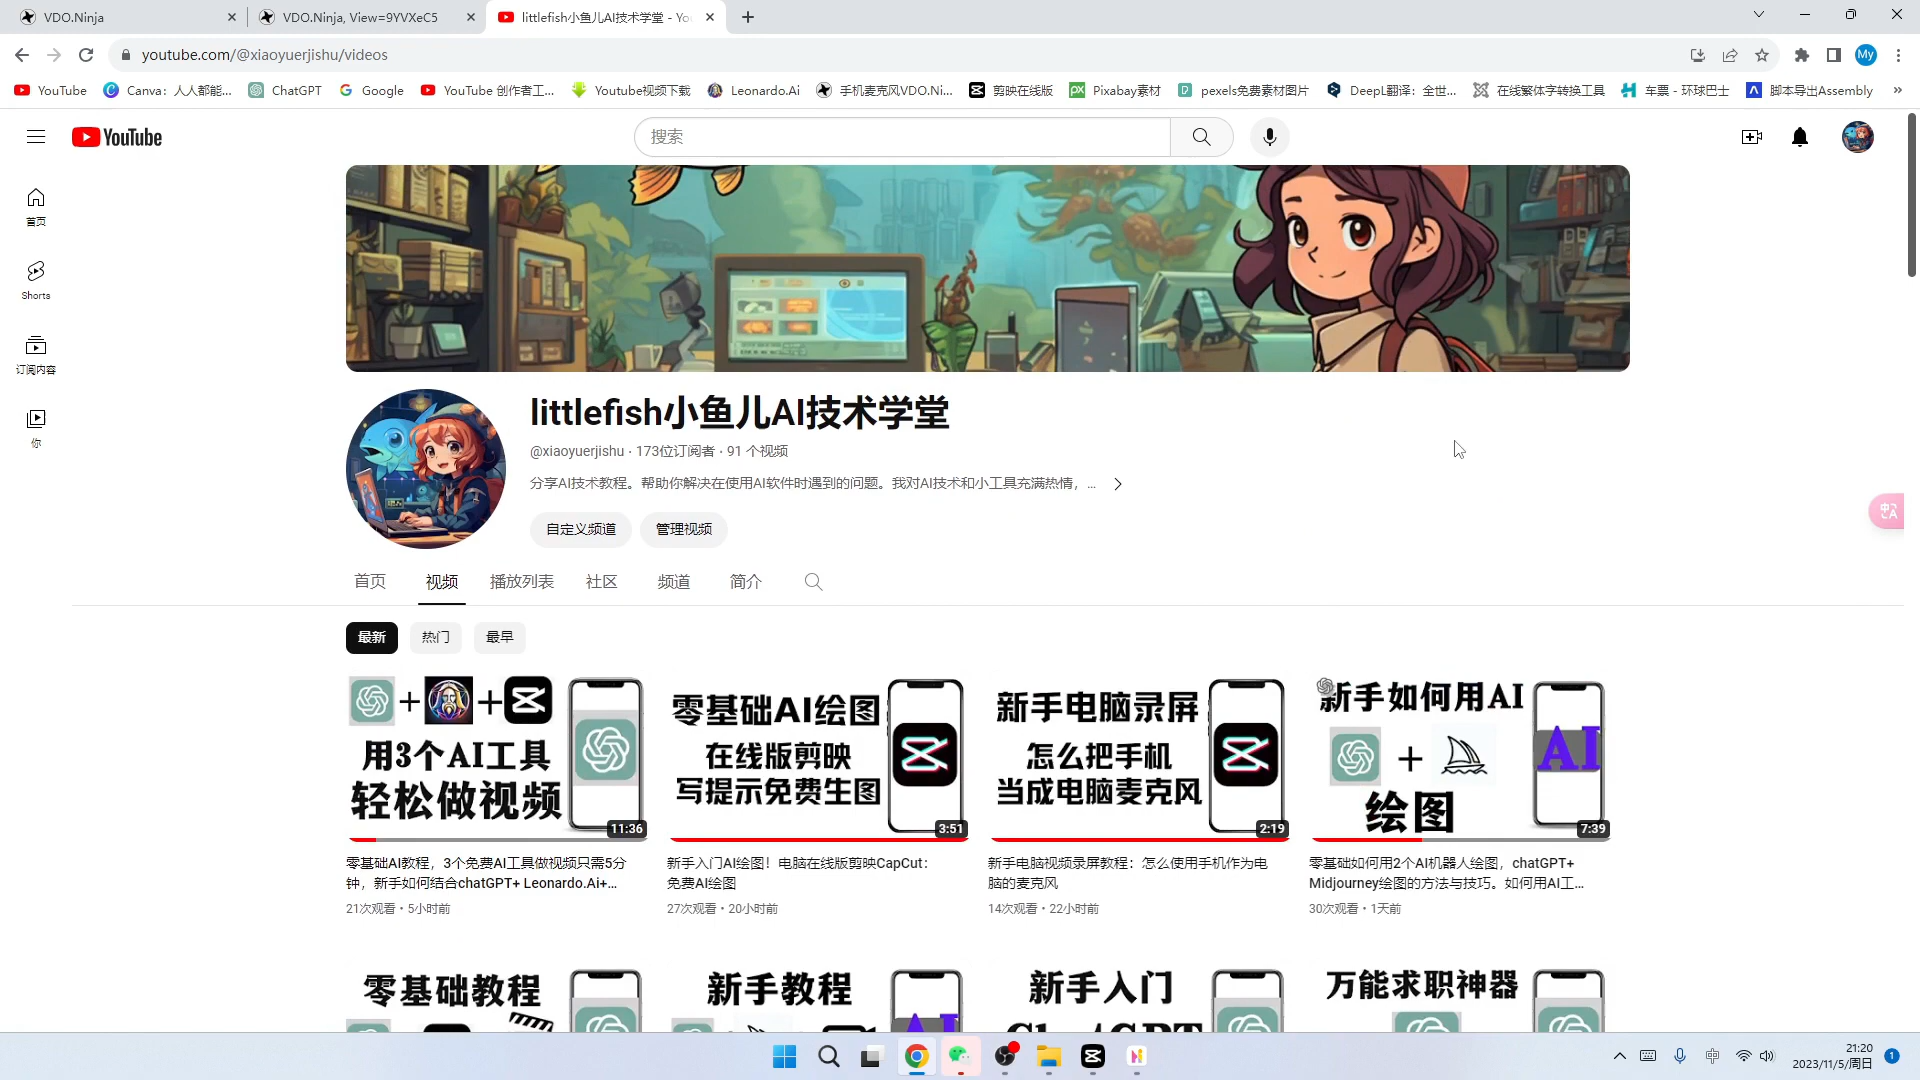 VDO.Ninja
VDO.Ninja, View=9YVXeC5
littlefish小鱼儿AI技术学堂 - Yo
youtube.com/@xiaoyuerjishu/videos
My
YouTube
Canva：人人都能...
ChatGPT
Google
YouTube 创作者工...
Youtube视频下载
Leonardo.Ai
手机麦克风VDO.Ni...
剪映在线版
Pixabay素材
pexels免费素材图片
DeepL翻译：全世...
在线繁体字转换工具
车票 - 环球巴士
脚本导出Assembly
»
YouTube
搜索
首页
Shorts
订阅内容
你
littlefish小鱼儿AI技术学堂
@xiaoyuerjishu · 173位订阅者 · 91 个视频
分享AI技术教程。帮助你解决在使用AI软件时遇到的问题。我对AI技术和小工具充满热情，...
自定义频道
管理视频
首页
视频
播放列表
社区
频道
简介
最新
热门
最早
用3个AI工具
轻松做视频
11:36
零基础AI绘图
在线版剪映
写提示免费生图
3:51
新手电脑录屏
怎么把手机
当成电脑麦克风
2:19
新手如何用AI
+
绘图
AI
7:39
零基础AI教程，3个免费AI工具做视频只需5分
钟，新手如何结合chatGPT+ Leonardo.Ai+...
21次观看 • 5小时前
新手入门AI绘图！电脑在线版剪映CapCut：
免费AI绘图
27次观看 • 20小时前
新手电脑视频录屏教程：怎么使用手机作为电
脑的麦克风
14次观看 • 22小时前
零基础如何用2个AI机器人绘图，chatGPT+
Midjourney绘图的方法与技巧。如何用AI工...
30次观看 • 1天前
零基础教程
新手教程
AI
新手入门
ChatGPT
万能求职神器
中
21:20
2023/11/5/周日
1